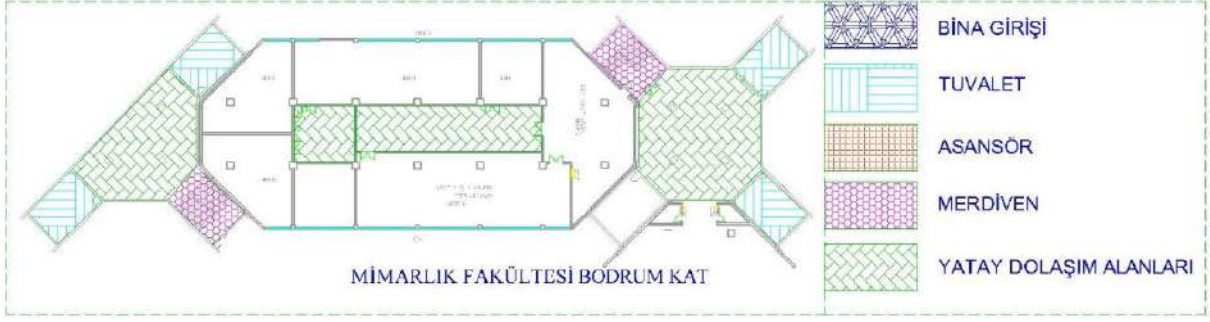 BİNA GİRİŞİ
TUVALET
ASANSÖR
MERDİVEN
YATAY DOLAŞIM ALANLARI
MİMARLIK FAKÜLTESİ BODRUM KAT